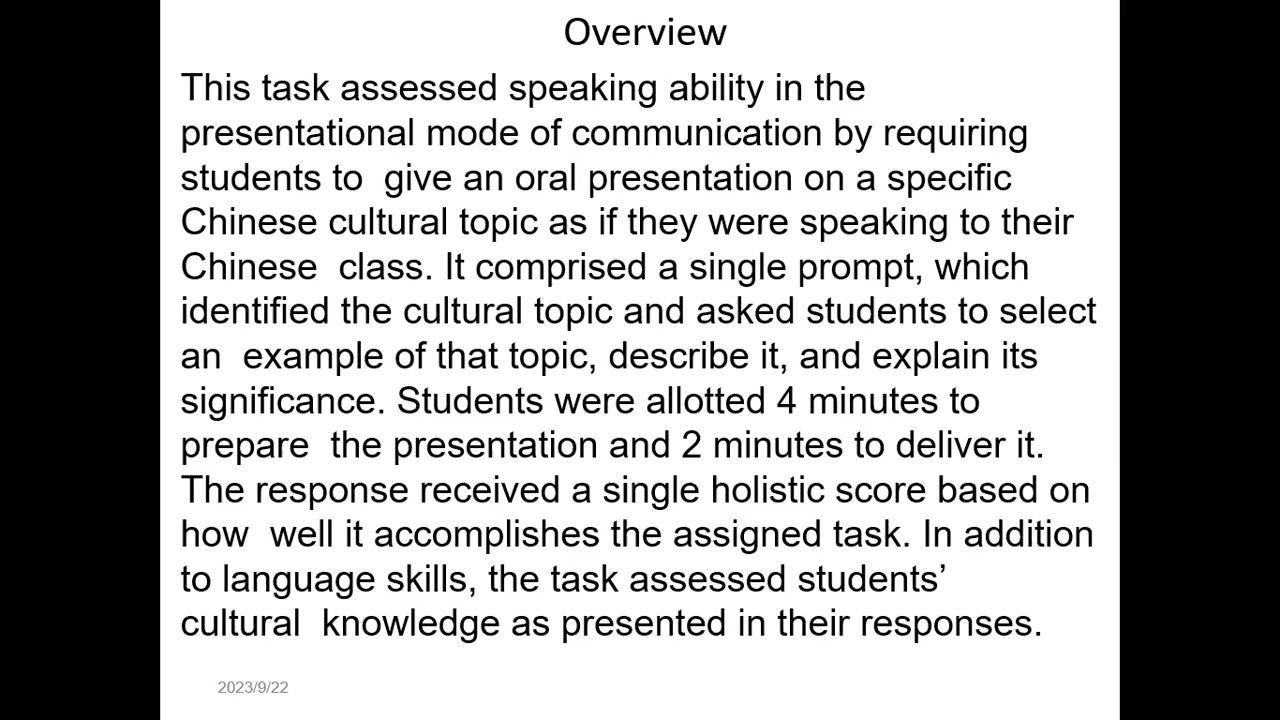 Overview
This task assessed speaking ability in the
presentational mode of communication by requiring
students to  give an oral presentation on a specific
Chinese cultural topic as if they were speaking to their
Chinese  class. It comprised a single prompt, which
identified the cultural topic and asked students to select
an  example of that topic, describe it, and explain its
significance. Students were allotted 4 minutes to
prepare  the presentation and 2 minutes to deliver it.
The response received a single holistic score based on
how  well it accomplishes the assigned task. In addition
to language skills, the task assessed students’
cultural  knowledge as presented in their responses.
2023/9/22